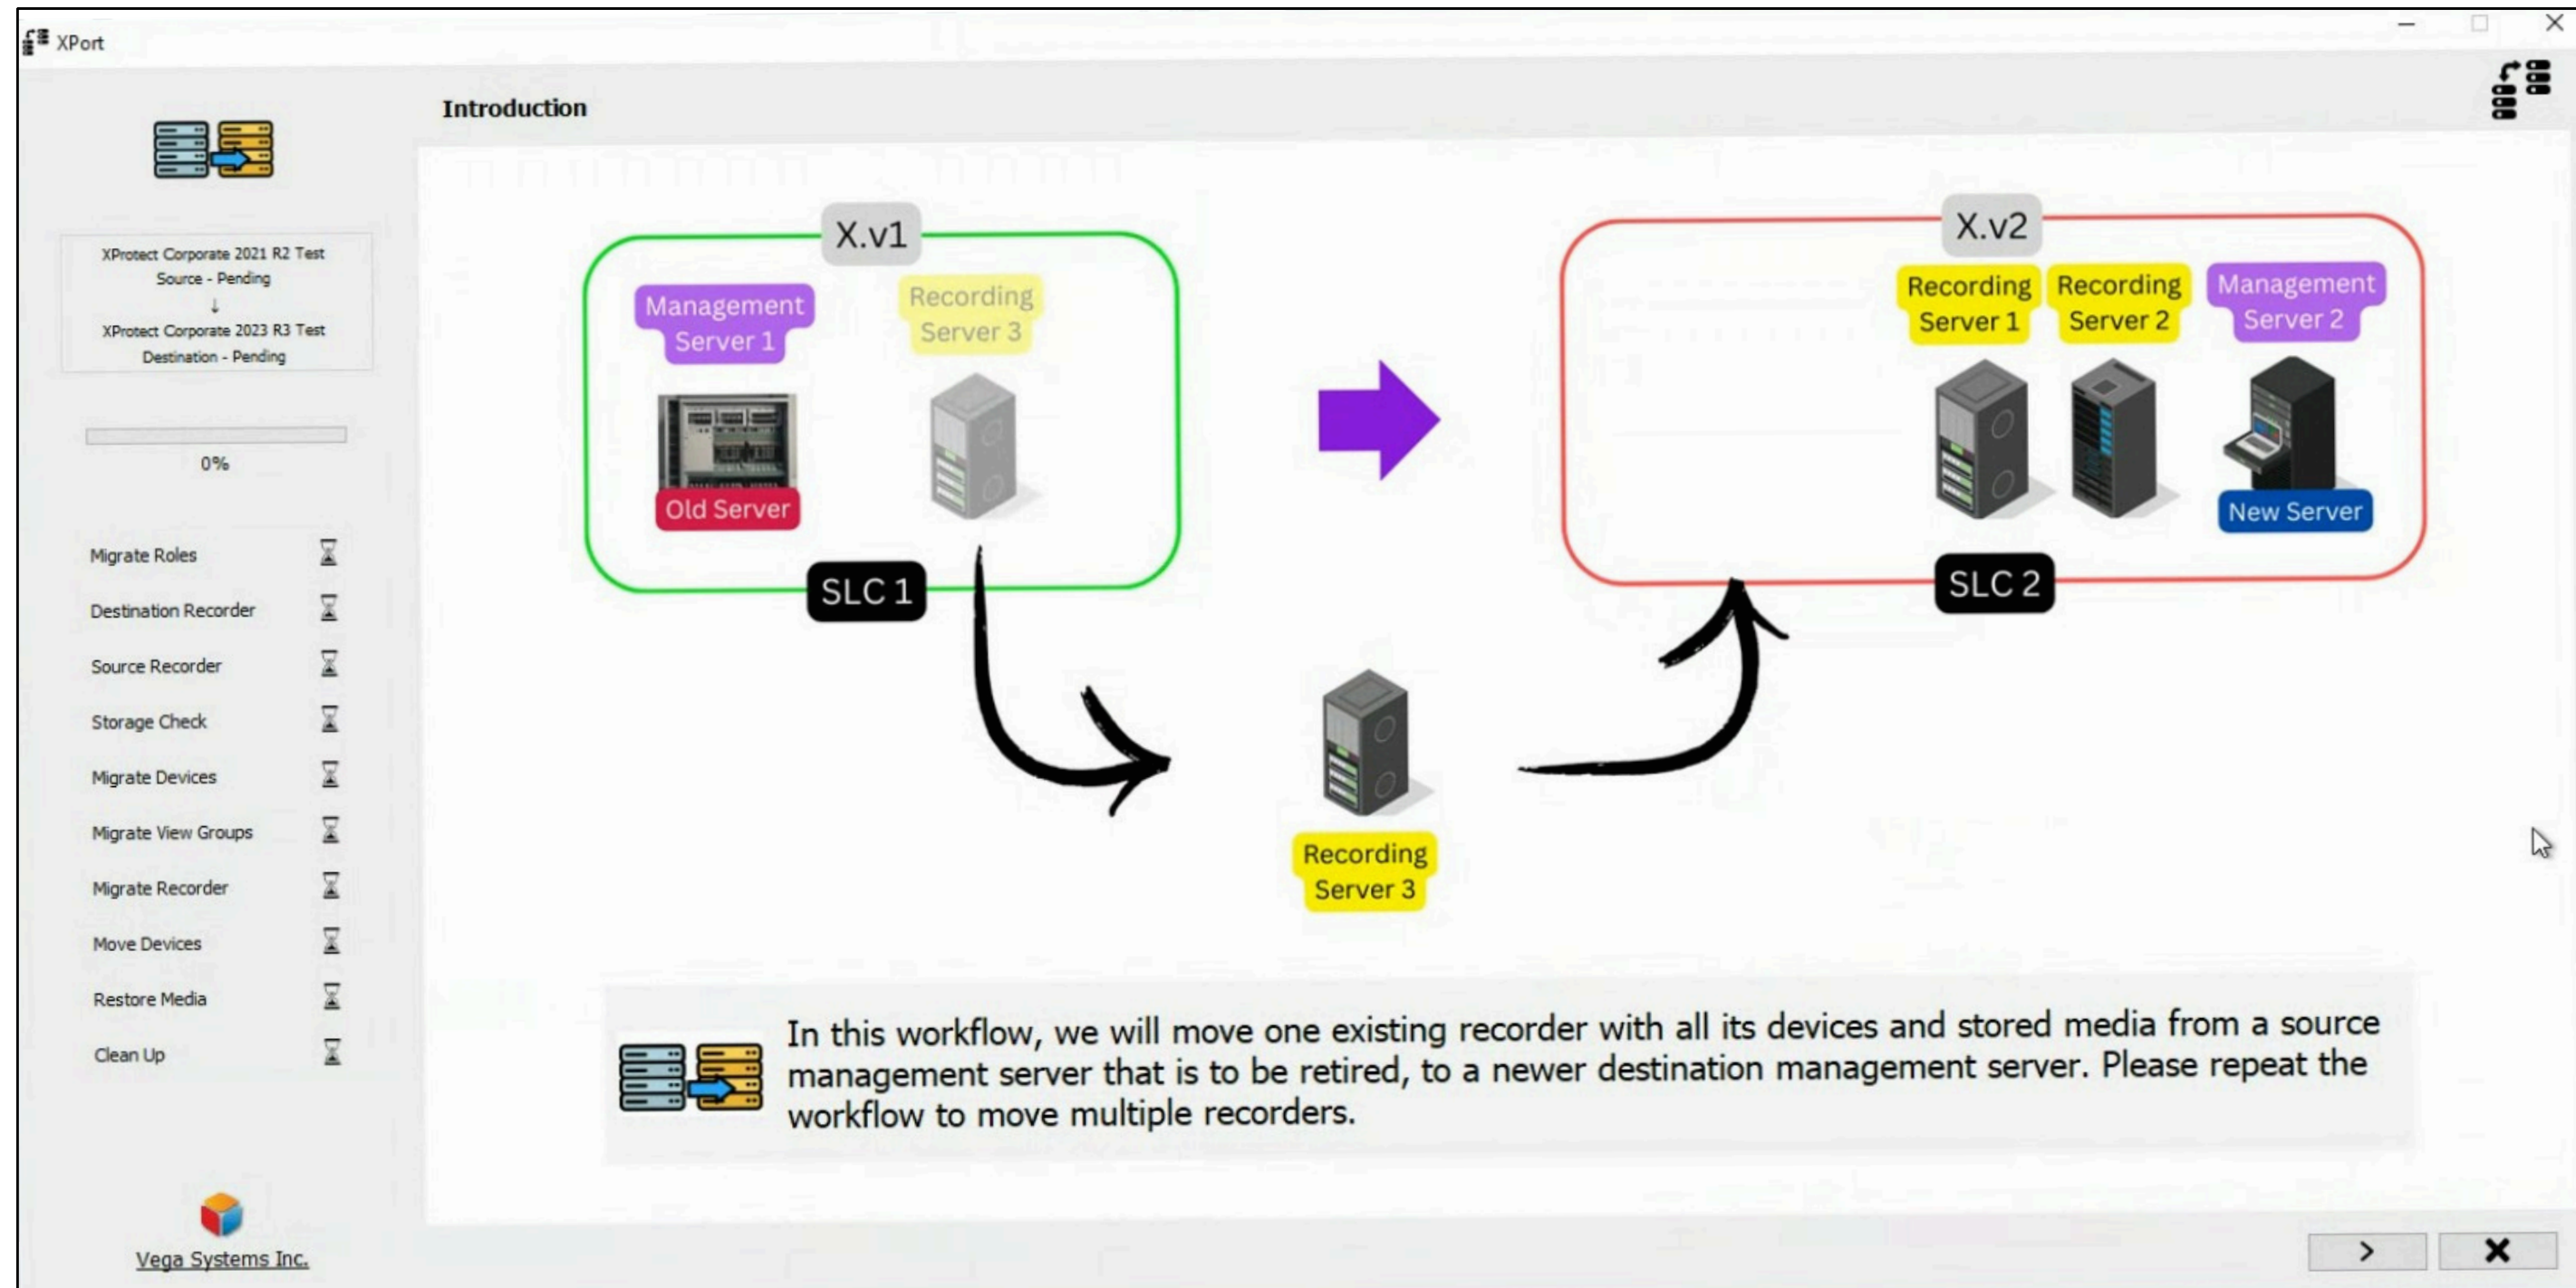 XPort
Introduction
XProtect Corporate 2021 R2 Test
Source - Pending
↓
XProtect Corporate 2023 R3 Test
Destination - Pending
0%
Migrate Roles
Destination Recorder
Source Recorder
Storage Check
Migrate Devices
Migrate View Groups
Migrate Recorder
Move Devices
Restore Media
Clean Up
Vega Systems Inc.
X.v1
Management
Server 1
Recording
Server 3
Old Server
SLC 1
X.v2
Recording
Server 1
Recording
Server 2
Management
Server 2
New Server
SLC 2
Recording
Server 3
In this workflow, we will move one existing recorder with all its devices and stored media from a source
management server that is to be retired, to a newer destination management server. Please repeat the
workflow to move multiple recorders.